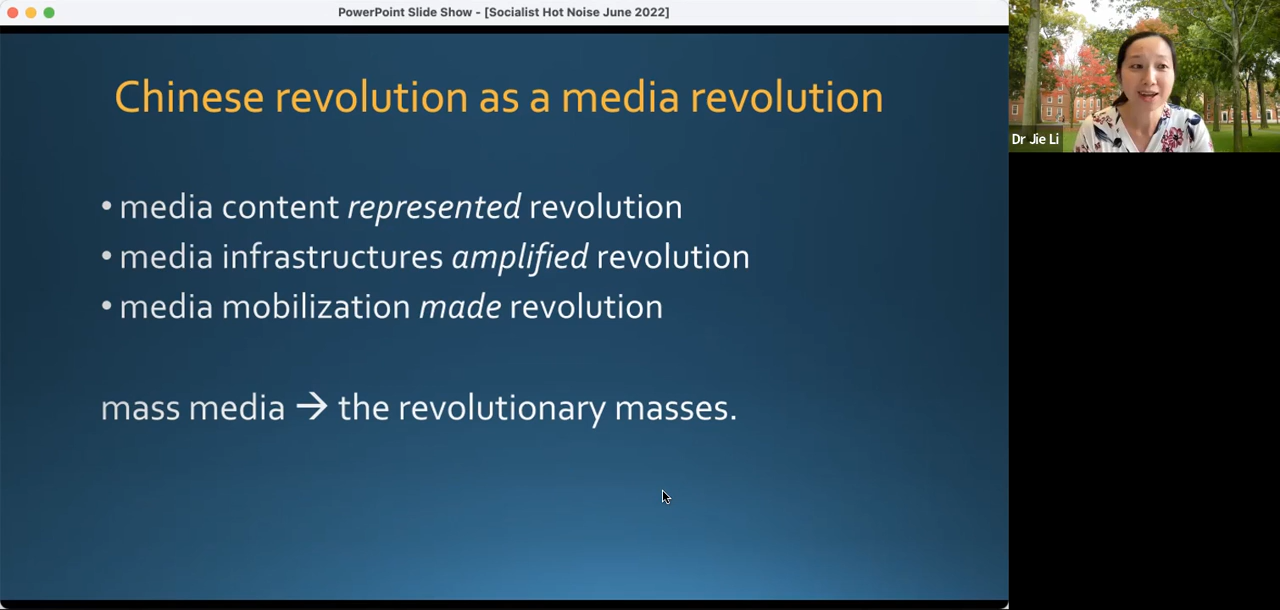 PowerPoint Slide Show - [Socialist Hot Noise June 2022]
Chinese revolution as a media revolution
• media content represented revolution
• media infrastructures amplified revolution
• media mobilization made revolution
mass media → the revolutionary masses.
Dr Jie Li